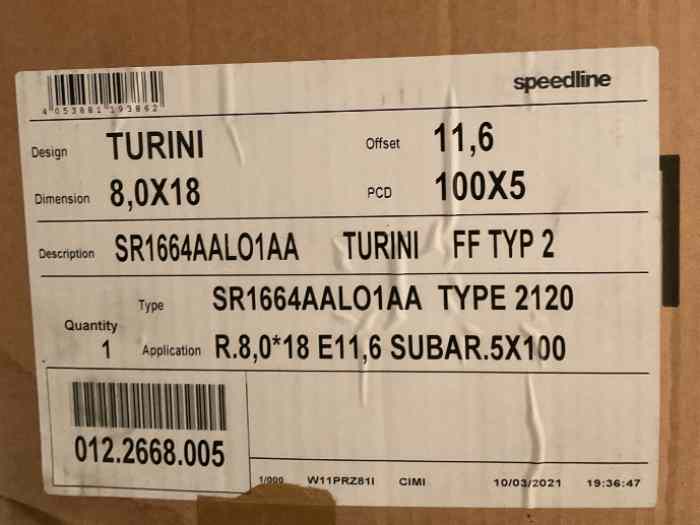 speedline
4 053881 193862
Design TURINI Offset 11,6
Dimension 8,0X18 PCD 100X5
Description SR1664AALO1AA TURINI FF TYP 2
Type SR1664AALO1AA TYPE 2120
Quantity
1 Application R.8,0*18 E11,6 SUBAR.5X100
012.2668.005
1/000 W11PRZ81I CIMI 10/03/2021 19:36:47